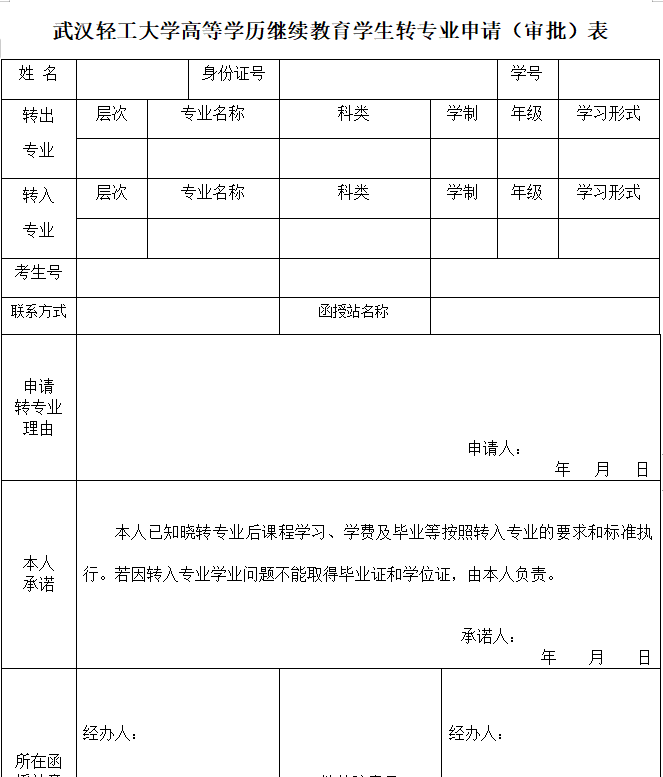 武汉轻工大学高等学历继续教育学生转专业申请（审批）表
姓 名 身份证号 学号
转出专业 层次 专业名称 科类 学制 年级 学习形式
转入专业 层次 专业名称 科类 学制 年级 学习形式
考生号
联系方式 函授站名称
申请
转专业
理由
申请人：
年 月 日
本人
承诺
本人已知晓转专业后课程学习、学费及毕业等按照转入专业的要求和标准执
行。若因转入专业学业问题不能取得毕业证和学位证，由本人负责。
承诺人：
年 月 日
经办人： 经办人：
所在函